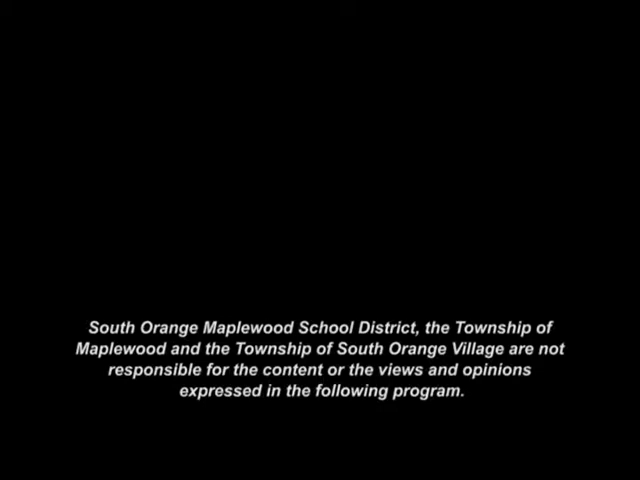 South Orange Maplewood School District, the Township of
Maplewood and the Township of South Orange Village are not
responsible for the content or the views and opinions
expressed in the following program.